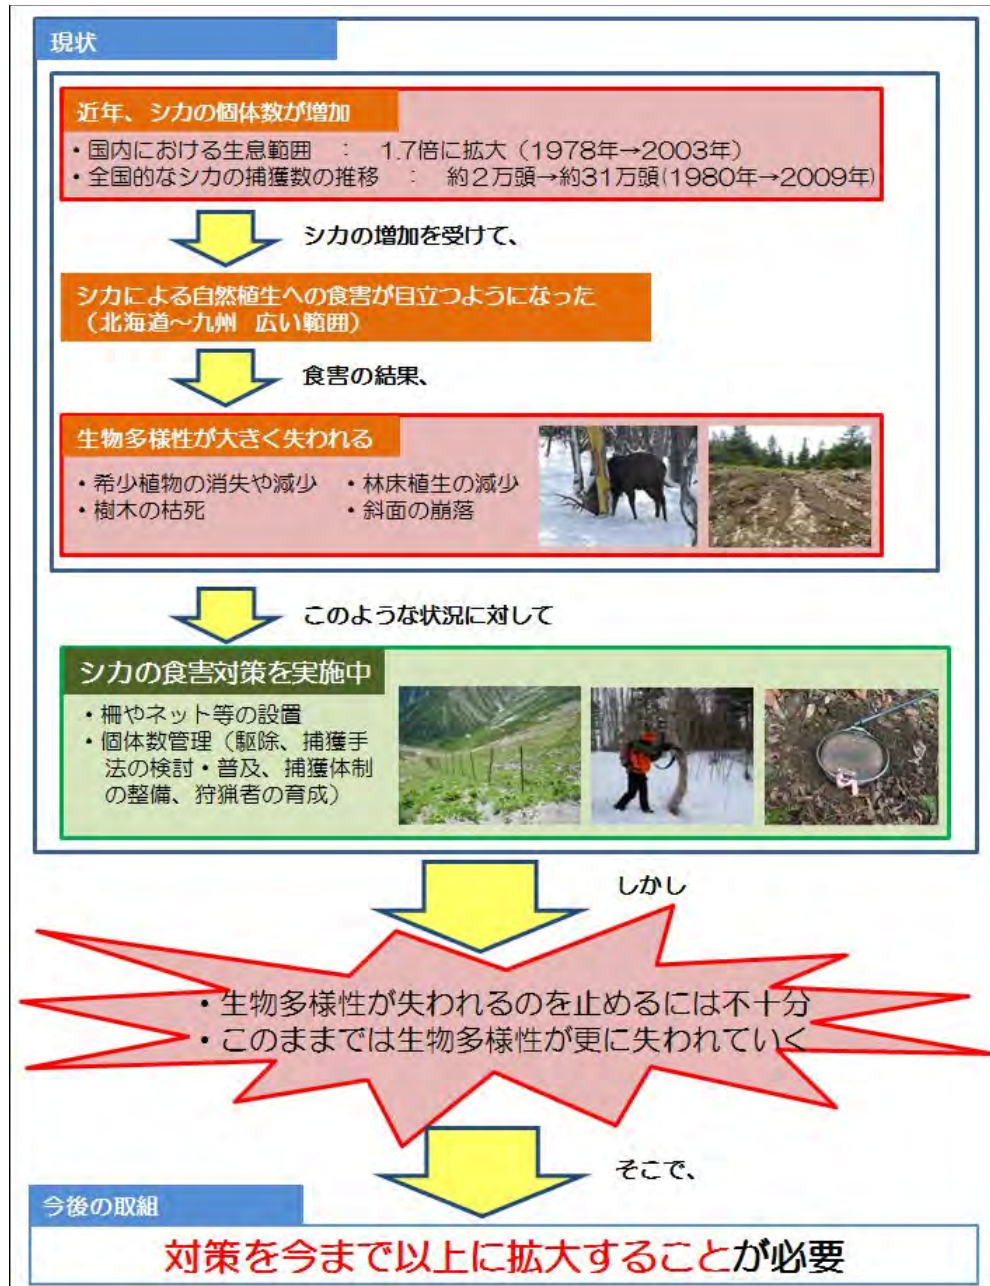 現状
近年、シカの個体数が増加
・国内における生息範囲 ： 1.7倍に拡大（1978年→2003年）
・全国的なシカの捕獲数の推移 ： 約2万頭→約31万頭(1980年→2009年)
シカの増加を受けて、
シカによる自然植生への食害が目立つようになった
（北海道～九州 広い範囲）
食害の結果、
生物多様性が大きく失われる
・希少植物の消失や減少 ・林床植生の減少
・樹木の枯死 ・斜面の崩落
このような状況に対して
シカの食害対策を実施中
・柵やネット等の設置
・個体数管理（駆除、捕獲手
法の検討・普及、捕獲体制
の整備、狩猟者の育成）
しかし
・生物多様性が失われるのを止めるには不十分
・このままでは生物多様性が更に失われていく
そこで、
今後の取組
対策を今まで以上に拡大することが必要